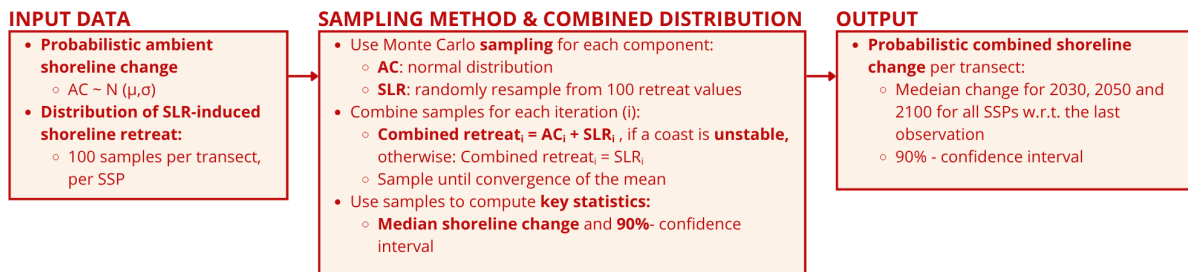 INPUT DATA
• Probabilistic ambient
shoreline change
◦ AC ~ N (μ,σ)
• Distribution of SLR-induced
shoreline retreat:
◦ 100 samples per transect,
per SSP
SAMPLING METHOD & COMBINED DISTRIBUTION
• Use Monte Carlo sampling for each component:
◦ AC: normal distribution
◦ SLR: randomly resample from 100 retreat values
• Combine samples for each iteration (i):
◦ Combined retreatᵢ = ACᵢ + SLRᵢ , if a coast is unstable,
otherwise: Combined retreatᵢ = SLRᵢ
◦ Sample until convergence of the mean
• Use samples to compute key statistics:
◦ Median shoreline change and 90%- confidence
interval
OUTPUT
• Probabilistic combined shoreline
change per transect:
◦ Medeian change for 2030, 2050 and
2100 for all SSPs w.r.t. the last
observation
◦ 90% - confidence interval